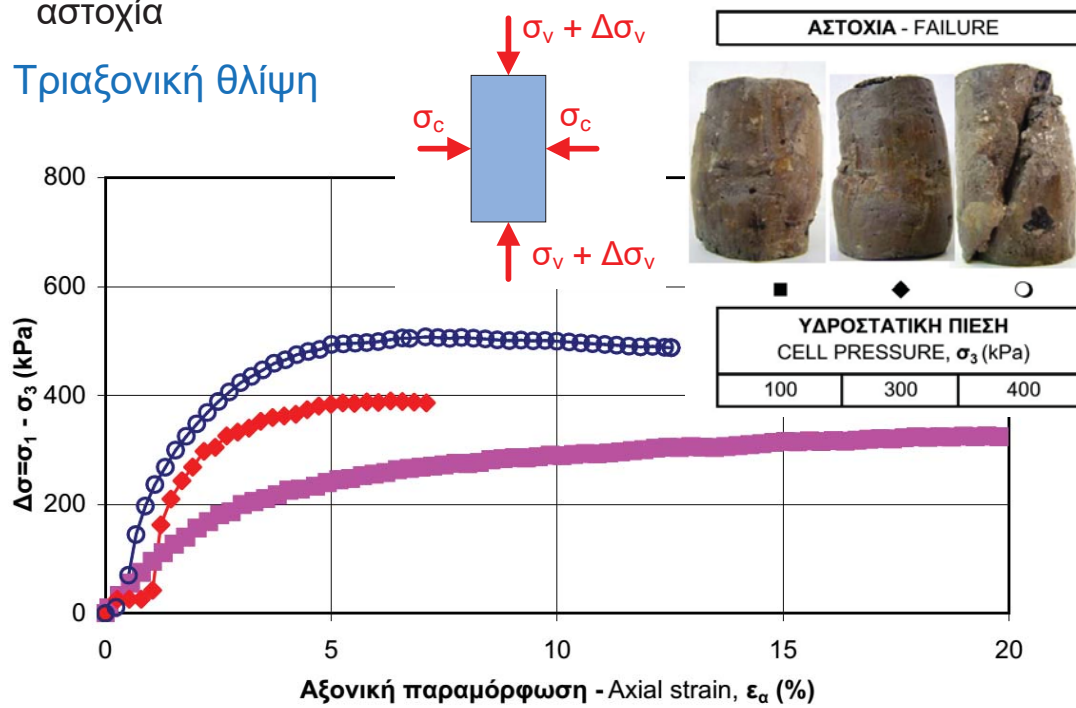 αστοχία
Τριαξονική θλίψη
σv + Δσv
σc
σc
σv + Δσv
ΑΣΤΟΧΙΑ - FAILURE
ΥΔΡΟΣΤΑΤΙΚΗ ΠΙΕΣΗ
CELL PRESSURE, σ3 (kPa)
100 300 400
Δσ=σ1 - σ3 (kPa)
800
600
400
200
0
0 5 10 15 20
Αξονική παραμόρφωση - Axial strain, εα (%)